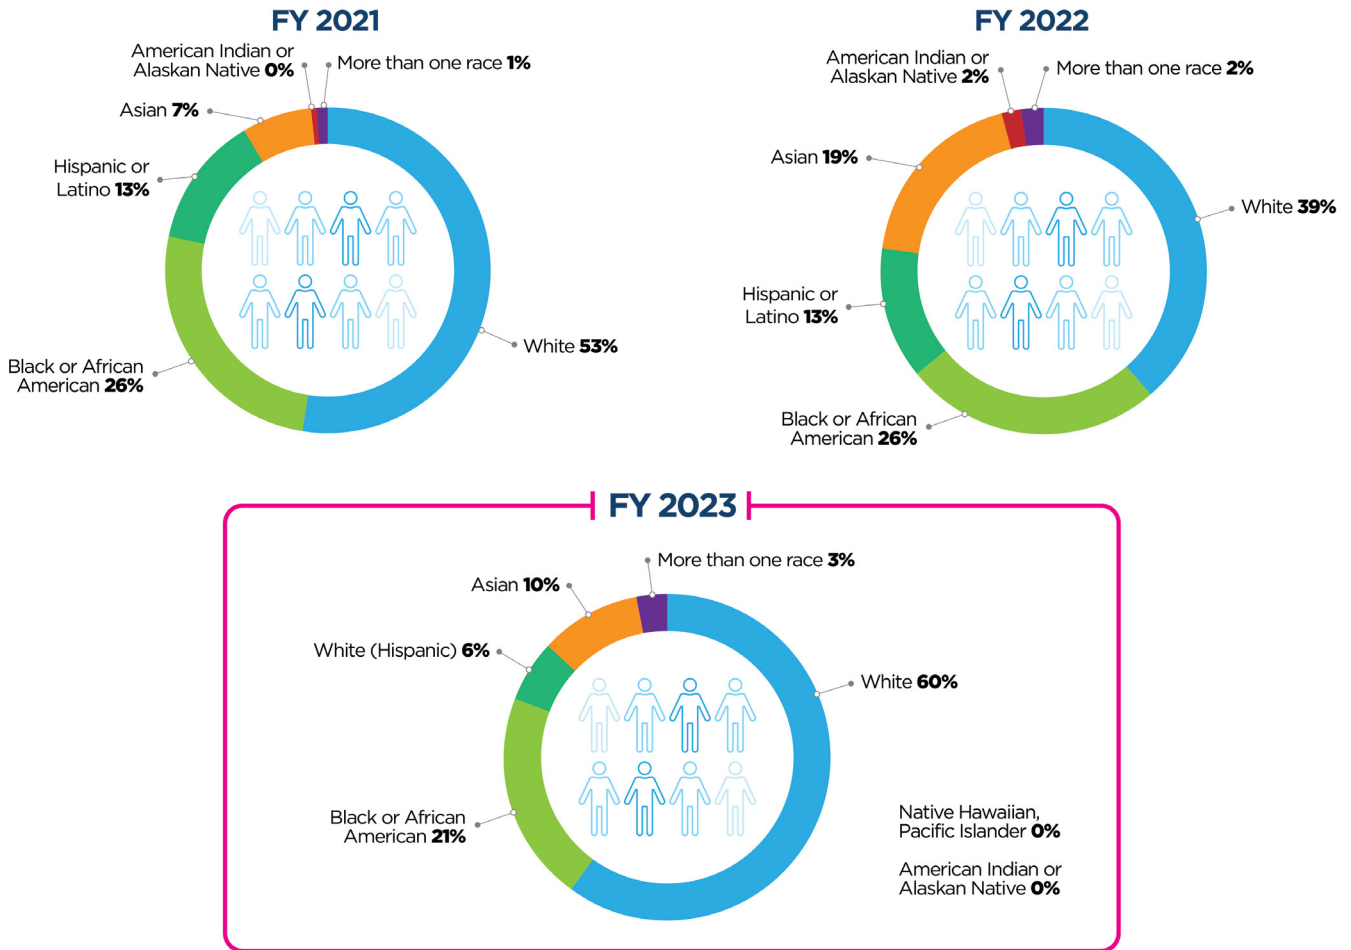 FY 2021
American Indian or
Alaskan Native 0%
More than one race 1%
Asian 7%
Hispanic or
Latino 13%
White 53%
Black or African
American 26%
FY 2022
American Indian or
Alaskan Native 2%
More than one race 2%
Asian 19%
White 39%
Hispanic or
Latino 13%
Black or African
American 26%
FY 2023
More than one race 3%
Asian 10%
White (Hispanic) 6%
White 60%
Black or African
American 21%
Native Hawaiian,
Pacific Islander 0%
American Indian or
Alaskan Native 0%